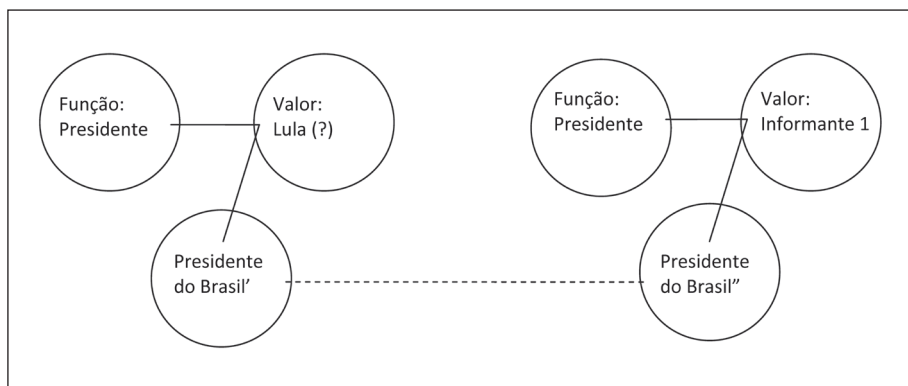 Função:
Presidente
Valor:
Lula (?)
Presidente
do Brasil’
Função:
Presidente
Valor:
Informante 1
Presidente
do Brasil”